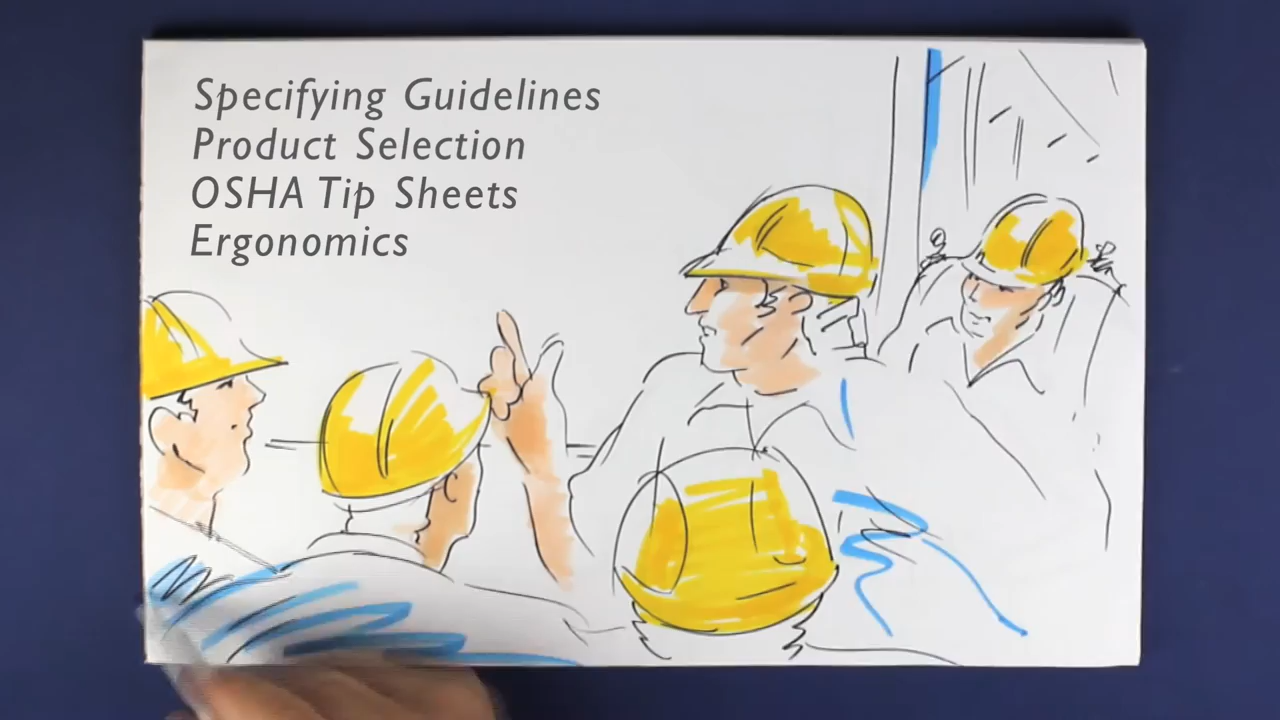 Specifying Guidelines
Product Selection
OSHA Tip Sheets
Ergonomics